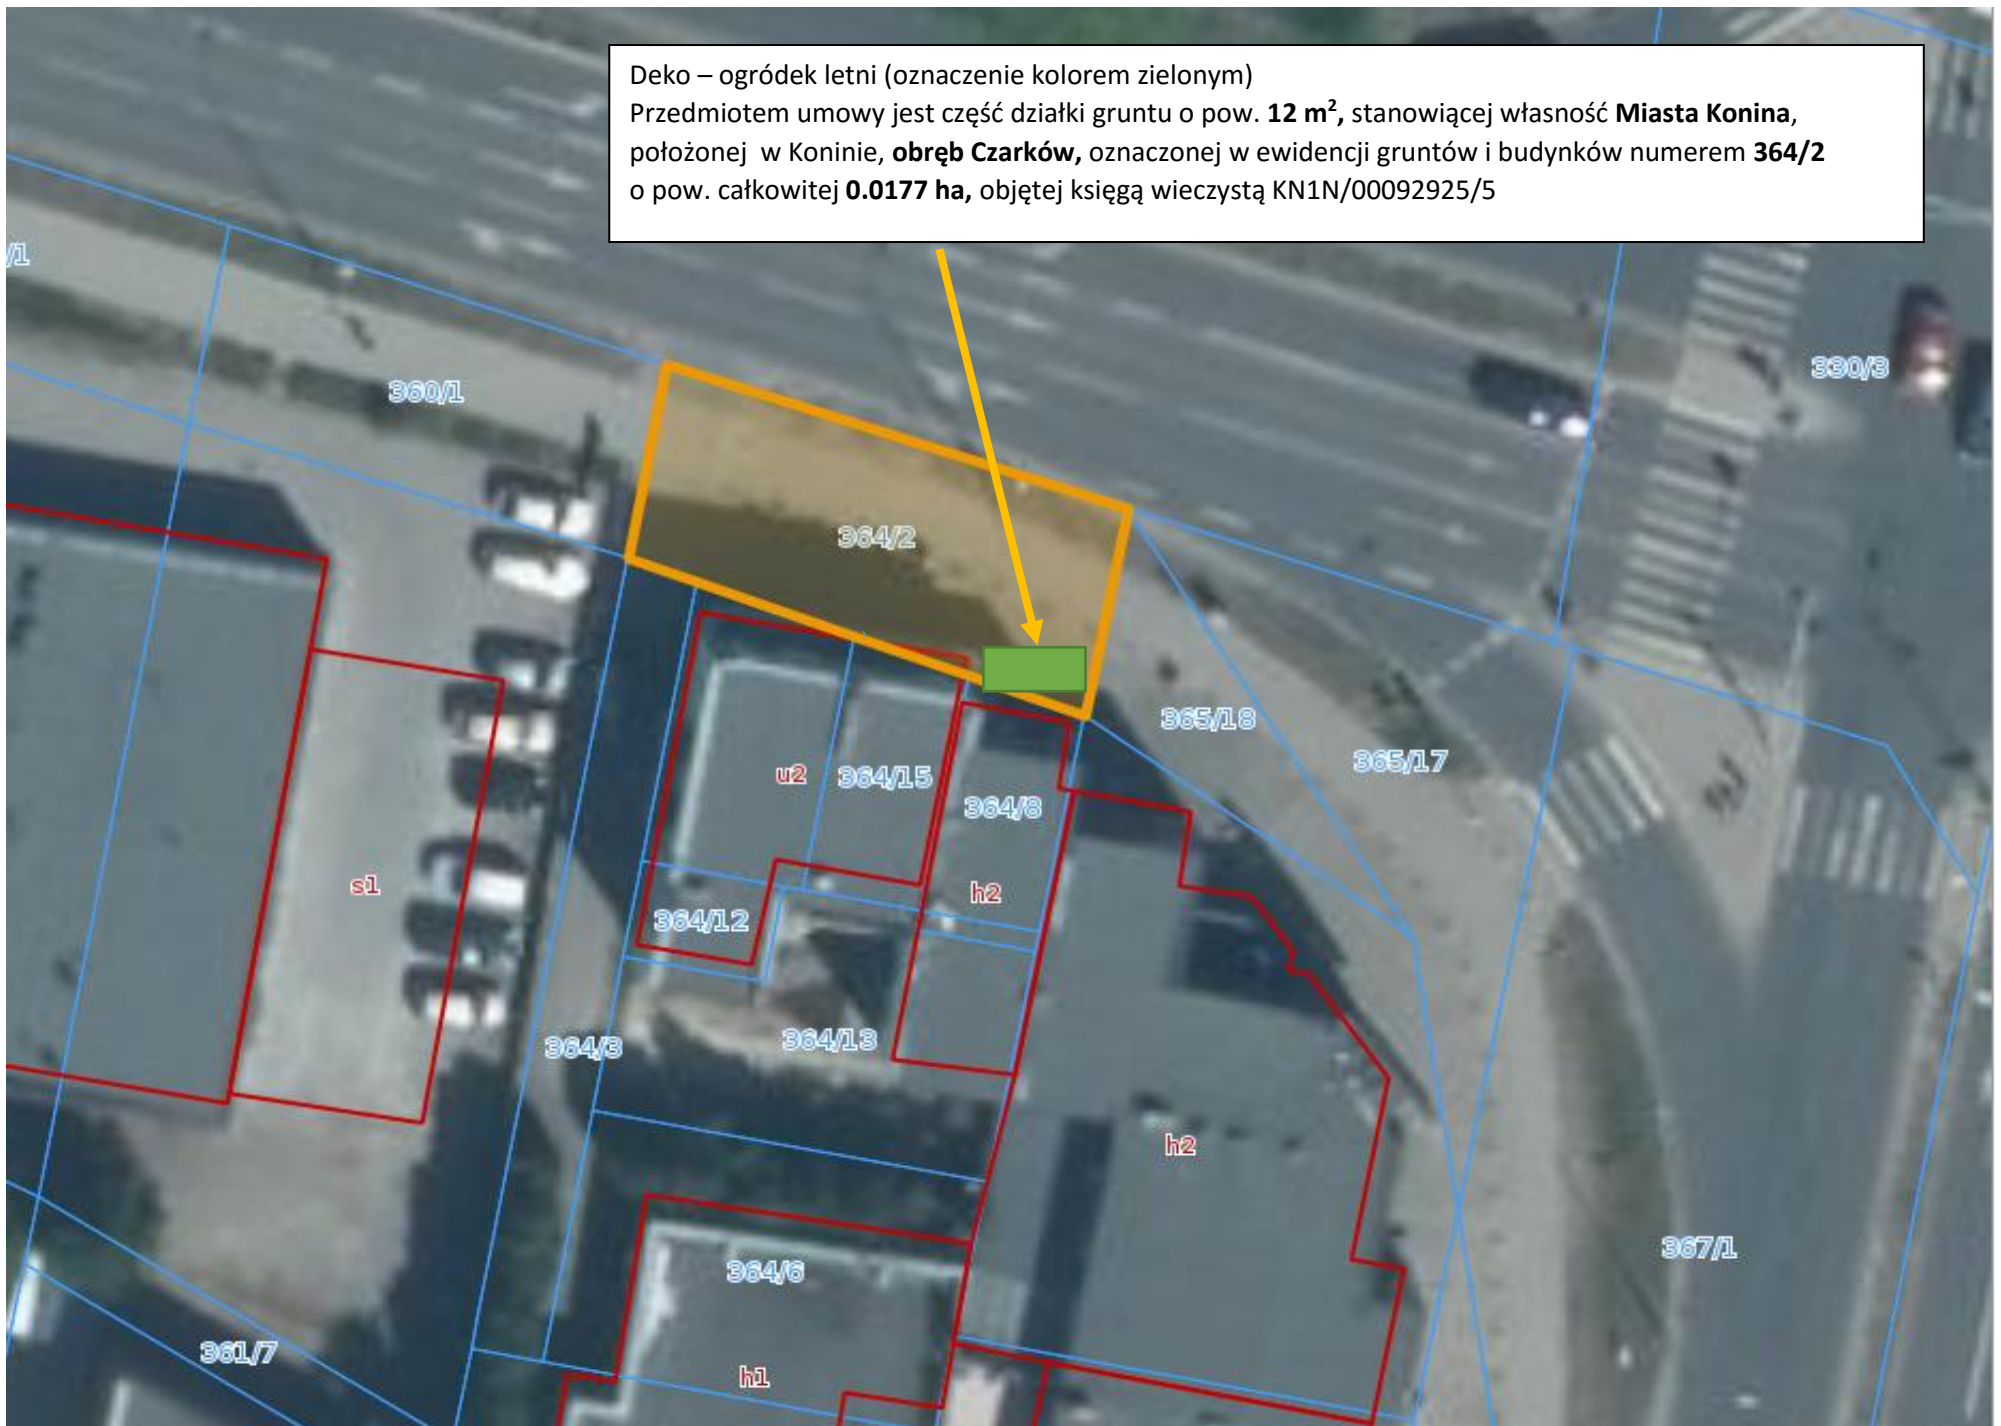 Deko – ogródek letni (oznaczenie kolorem zielonym)
Przedmiotem umowy jest część działki gruntu o pow. 12 m², stanowiącej własność Miasta Konina,
położonej w Koninie, obręb Czarków, oznaczonej w ewidencji gruntów i budynków numerem 364/2
o pow. całkowitej 0.0177 ha, objętej księgą wieczystą KN1N/00092925/5
/1
360/1
330/3
364/2
365/18
365/17
u2
364/15
364/8
s1
h2
364/12
364/13
364/3
h2
367/1
364/6
361/7
h1